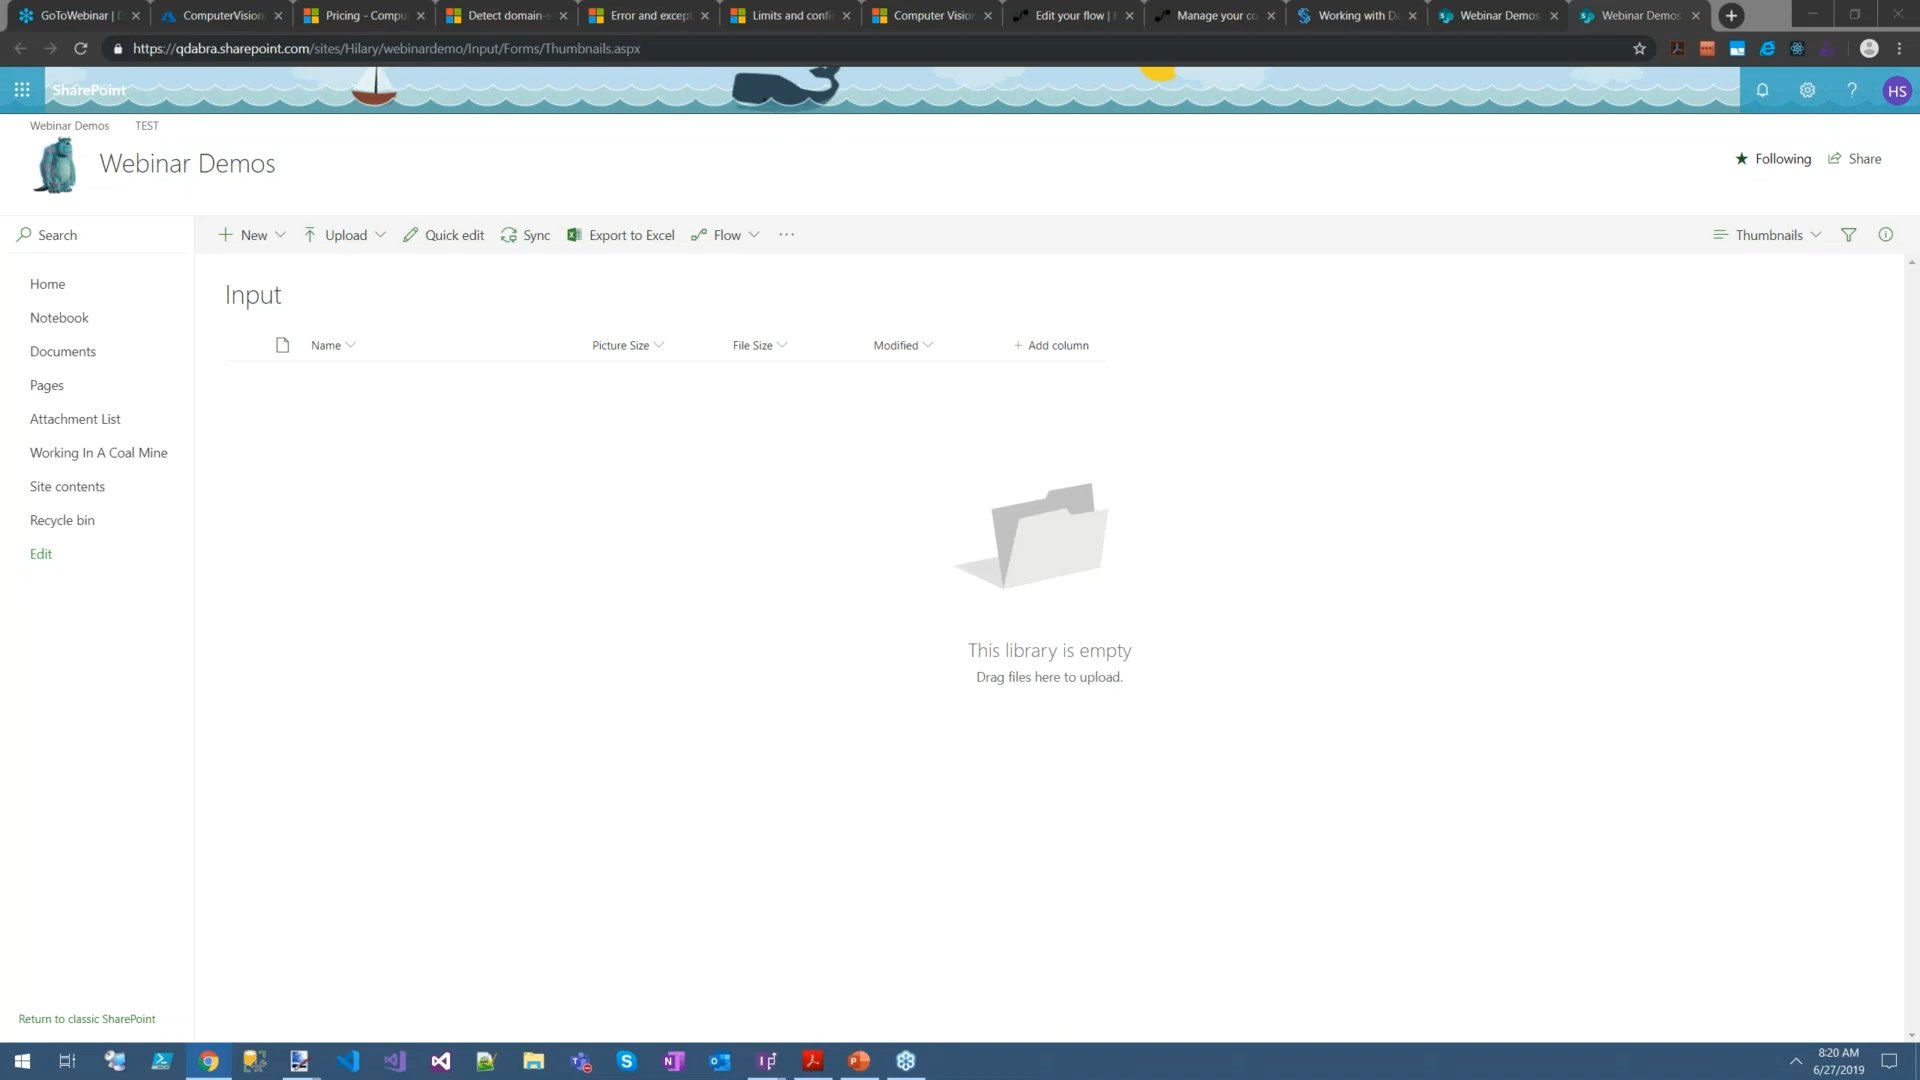 GoToWebinar | D
ComputerVision
Pricing - Compu
Detect domain-s
Error and except
Limits and confi
Computer Vision
Edit your flow | M
Manage your co
Working with Da
Webinar Demos
Webinar Demos
https://qdabra.sharepoint.com/sites/Hilary/webinardemo/Input/Forms/Thumbnails.aspx
SharePoint
HS
Webinar Demos TEST
Webinar Demos
Following Share
Search
New Upload Quick edit Sync Export to Excel Flow ···
Thumbnails
Home
Notebook
Documents
Pages
Attachment List
Working In A Coal Mine
Site contents
Recycle bin
Edit
Input
Name Picture Size File Size Modified + Add column
This library is empty
Drag files here to upload.
Return to classic SharePoint
8:20 AM
6/27/2019